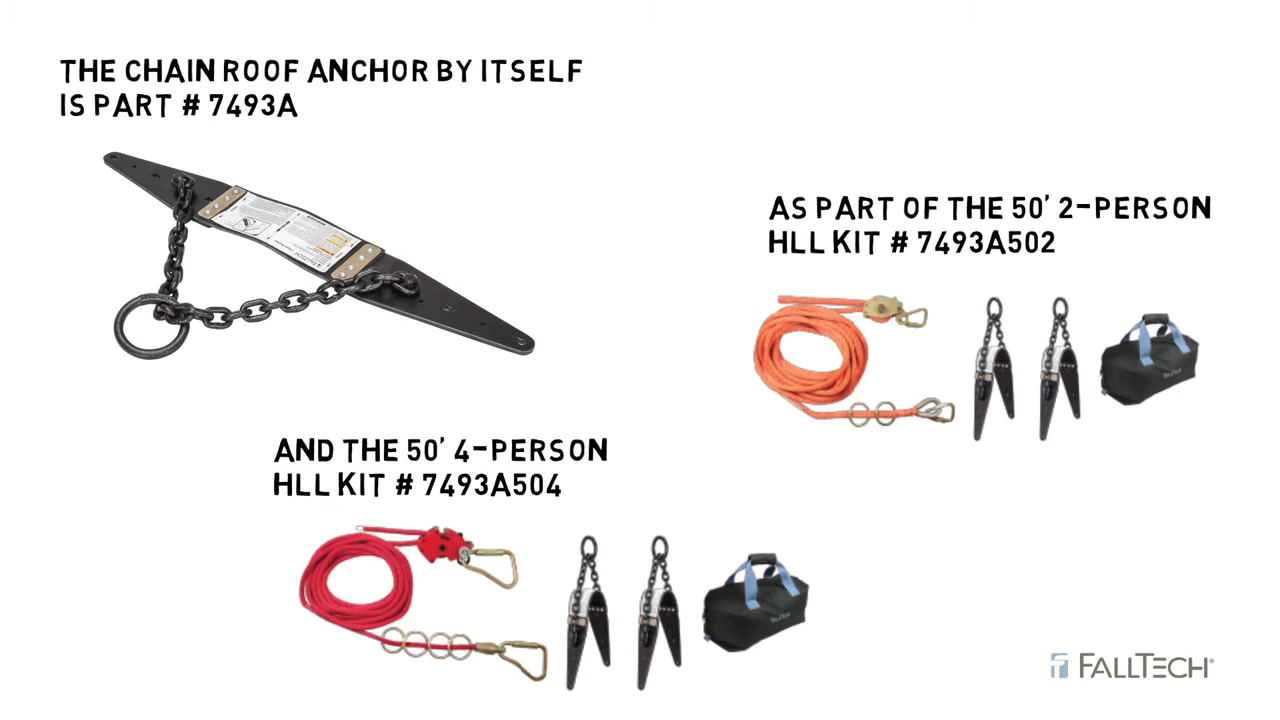 THE CHAIN ROOF ANCHOR BY ITSELF
IS PART # 7493A
AS PART OF THE 50' 2-PERSON
HLL KIT # 7493A502
AND THE 50' 4-PERSON
HLL KIT # 7493A504
FALLTECH®